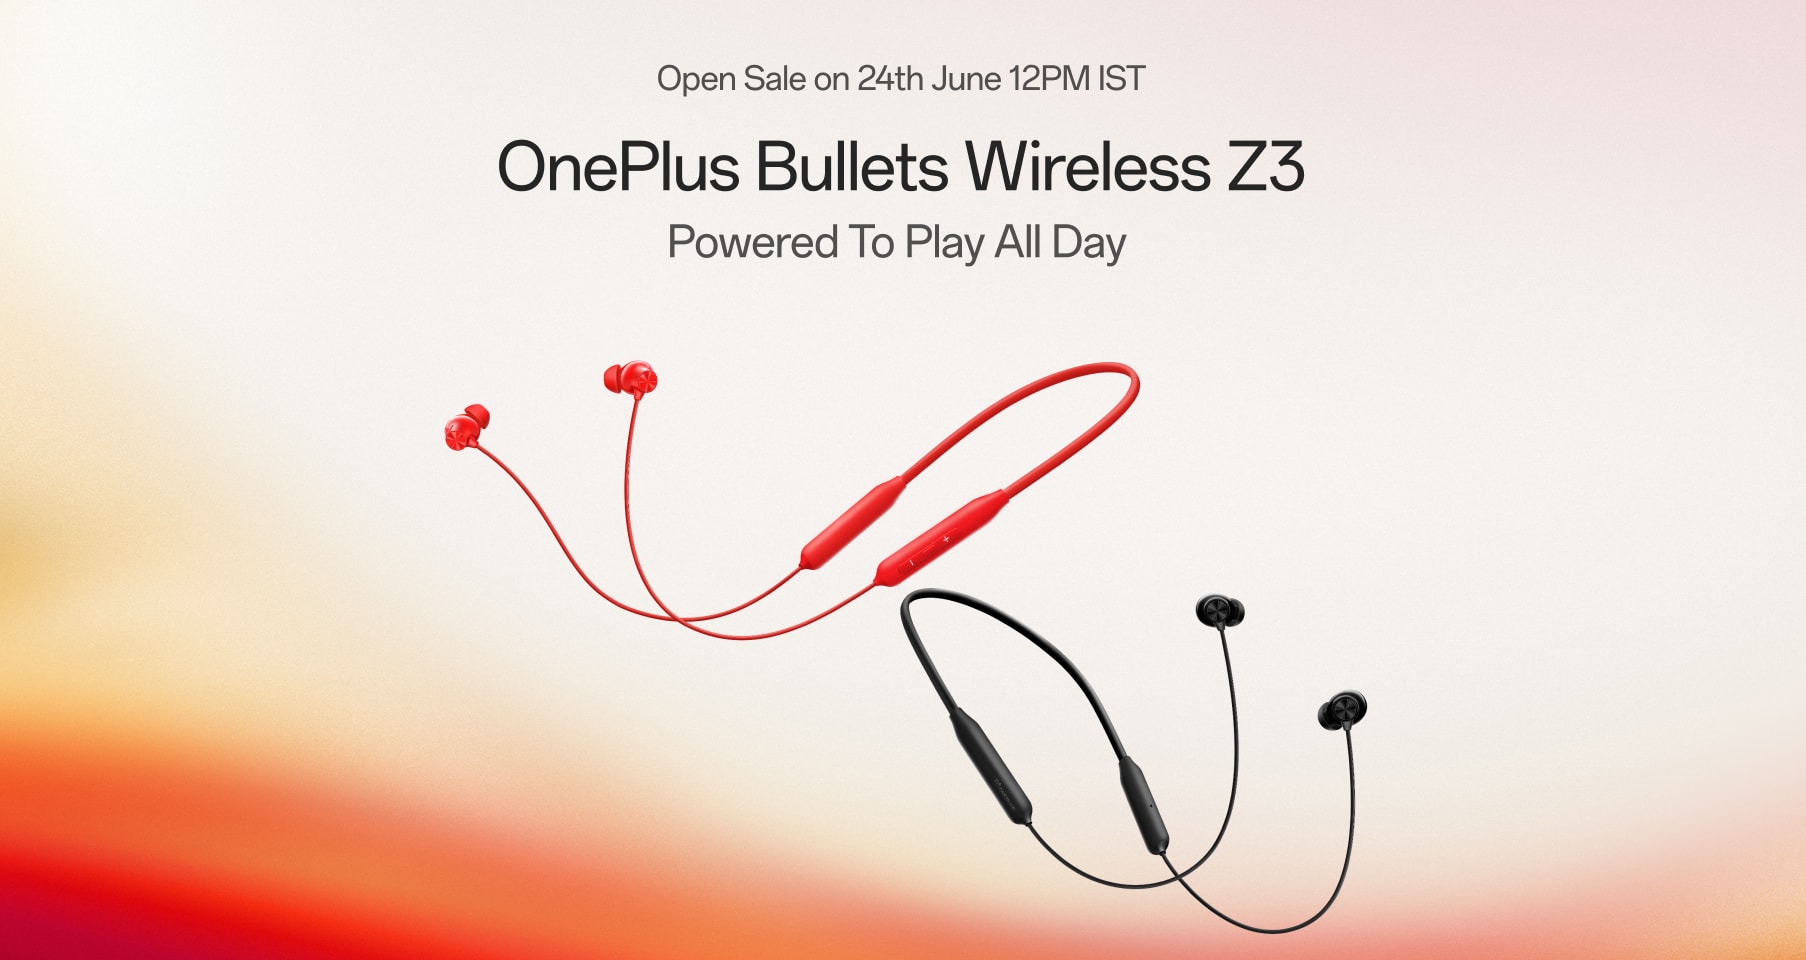 Open Sale on 24th June 12PM IST
OnePlus Bullets Wireless Z3
Powered To Play All Day